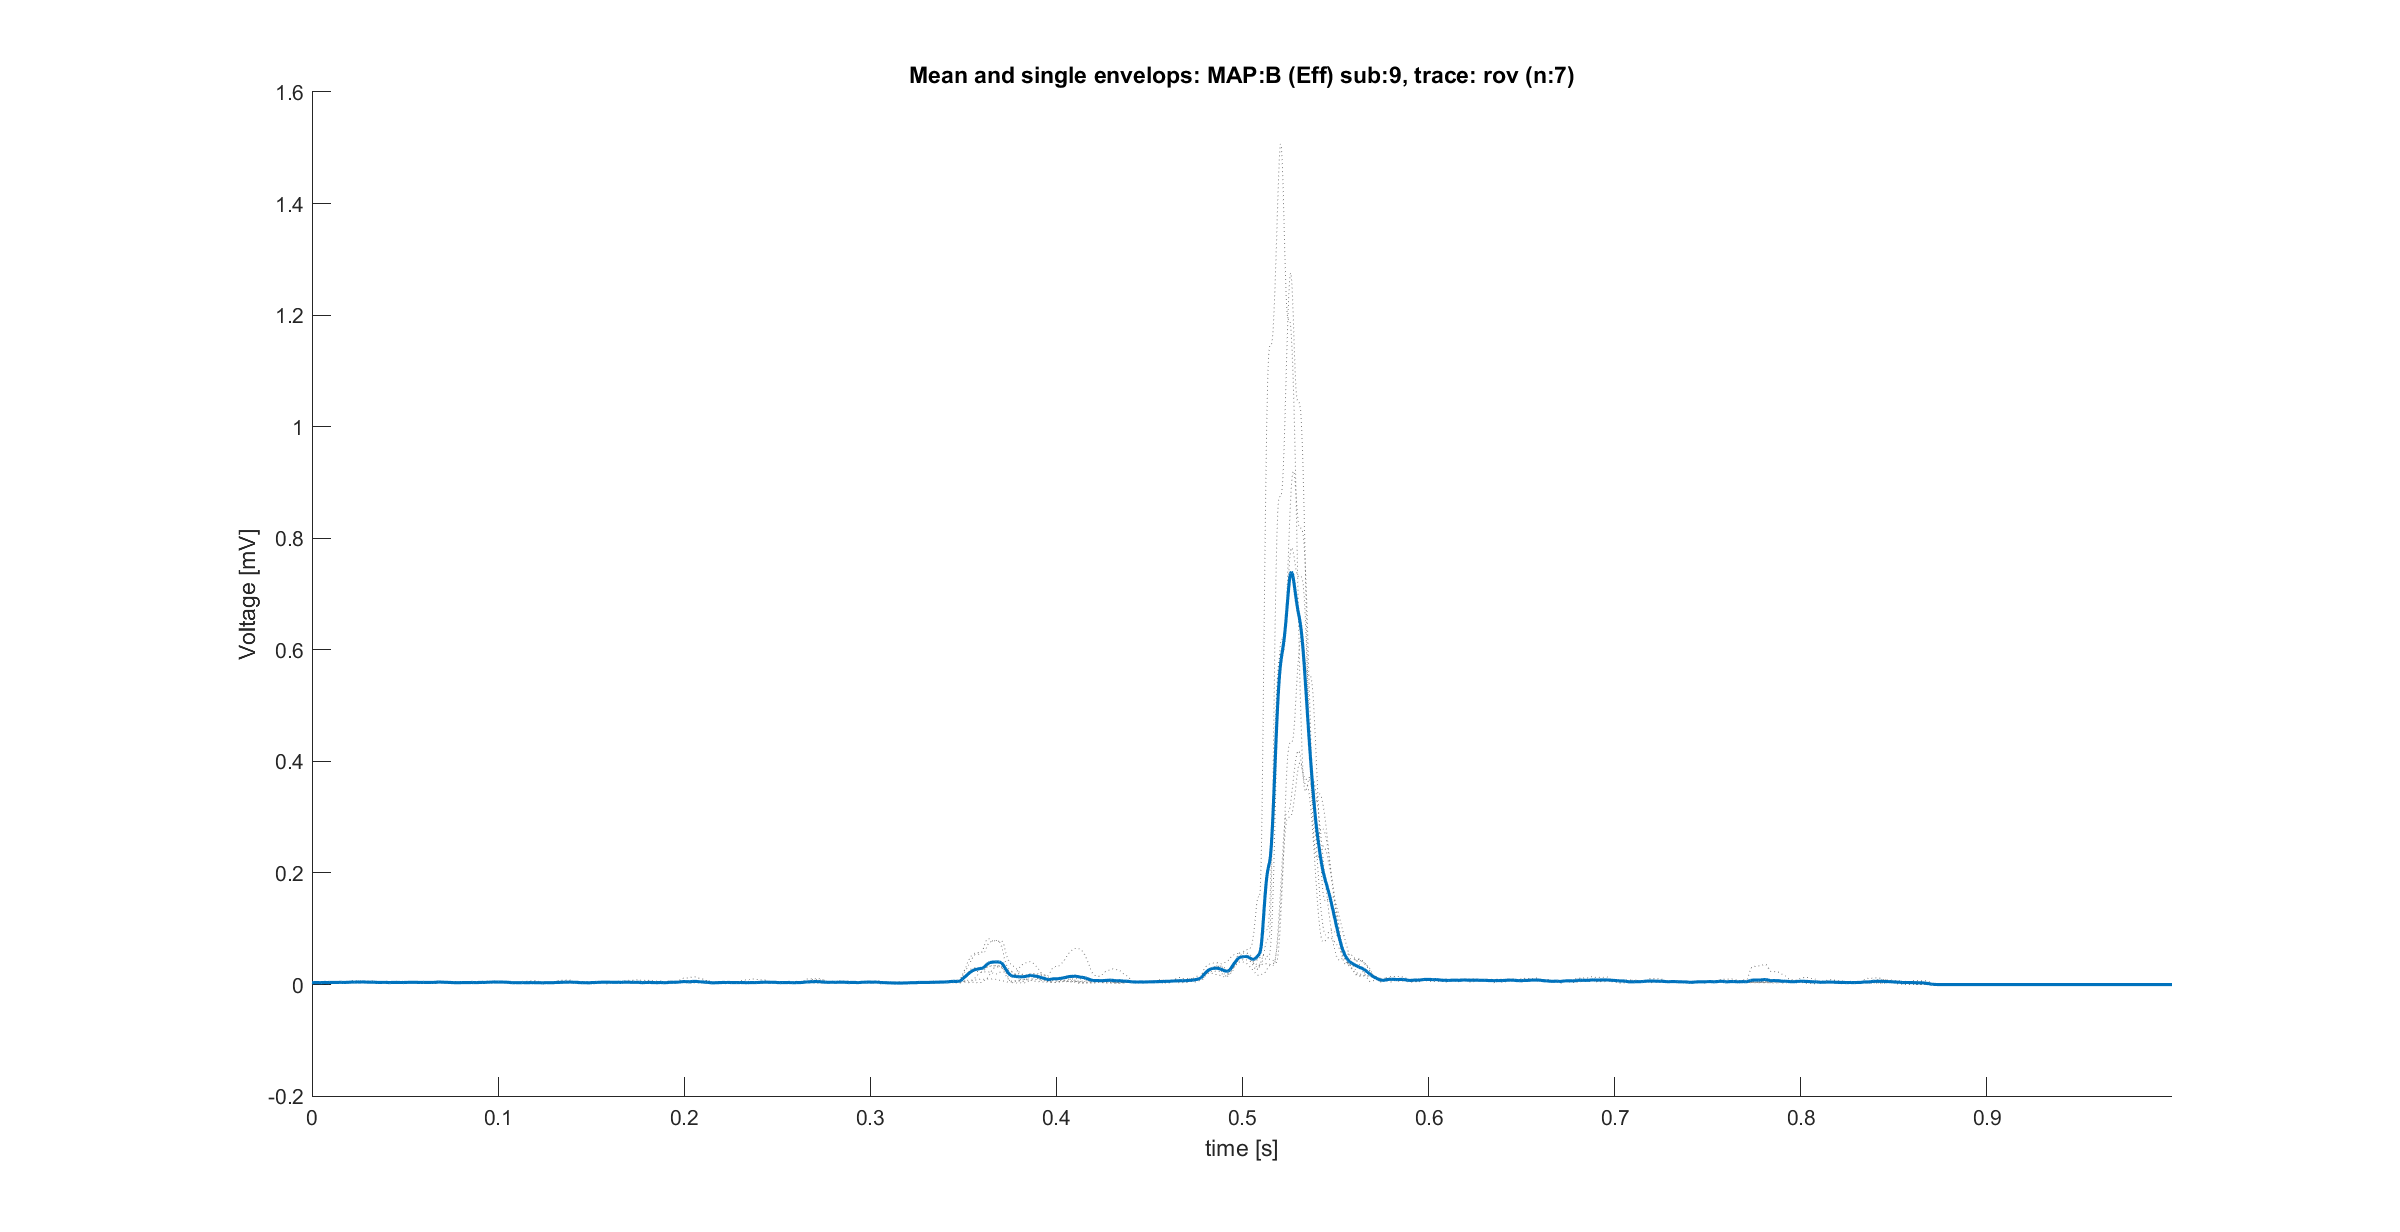 Mean and single envelops: MAP:B (Eff) sub:9, trace: rov (n:7)
1.6
1.4
1.2
1
0.8
0.6
0.4
0.2
0
-0.2
Voltage [mV]
0 0.1 0.2 0.3 0.4 0.5 0.6 0.7 0.8 0.9
time [s]